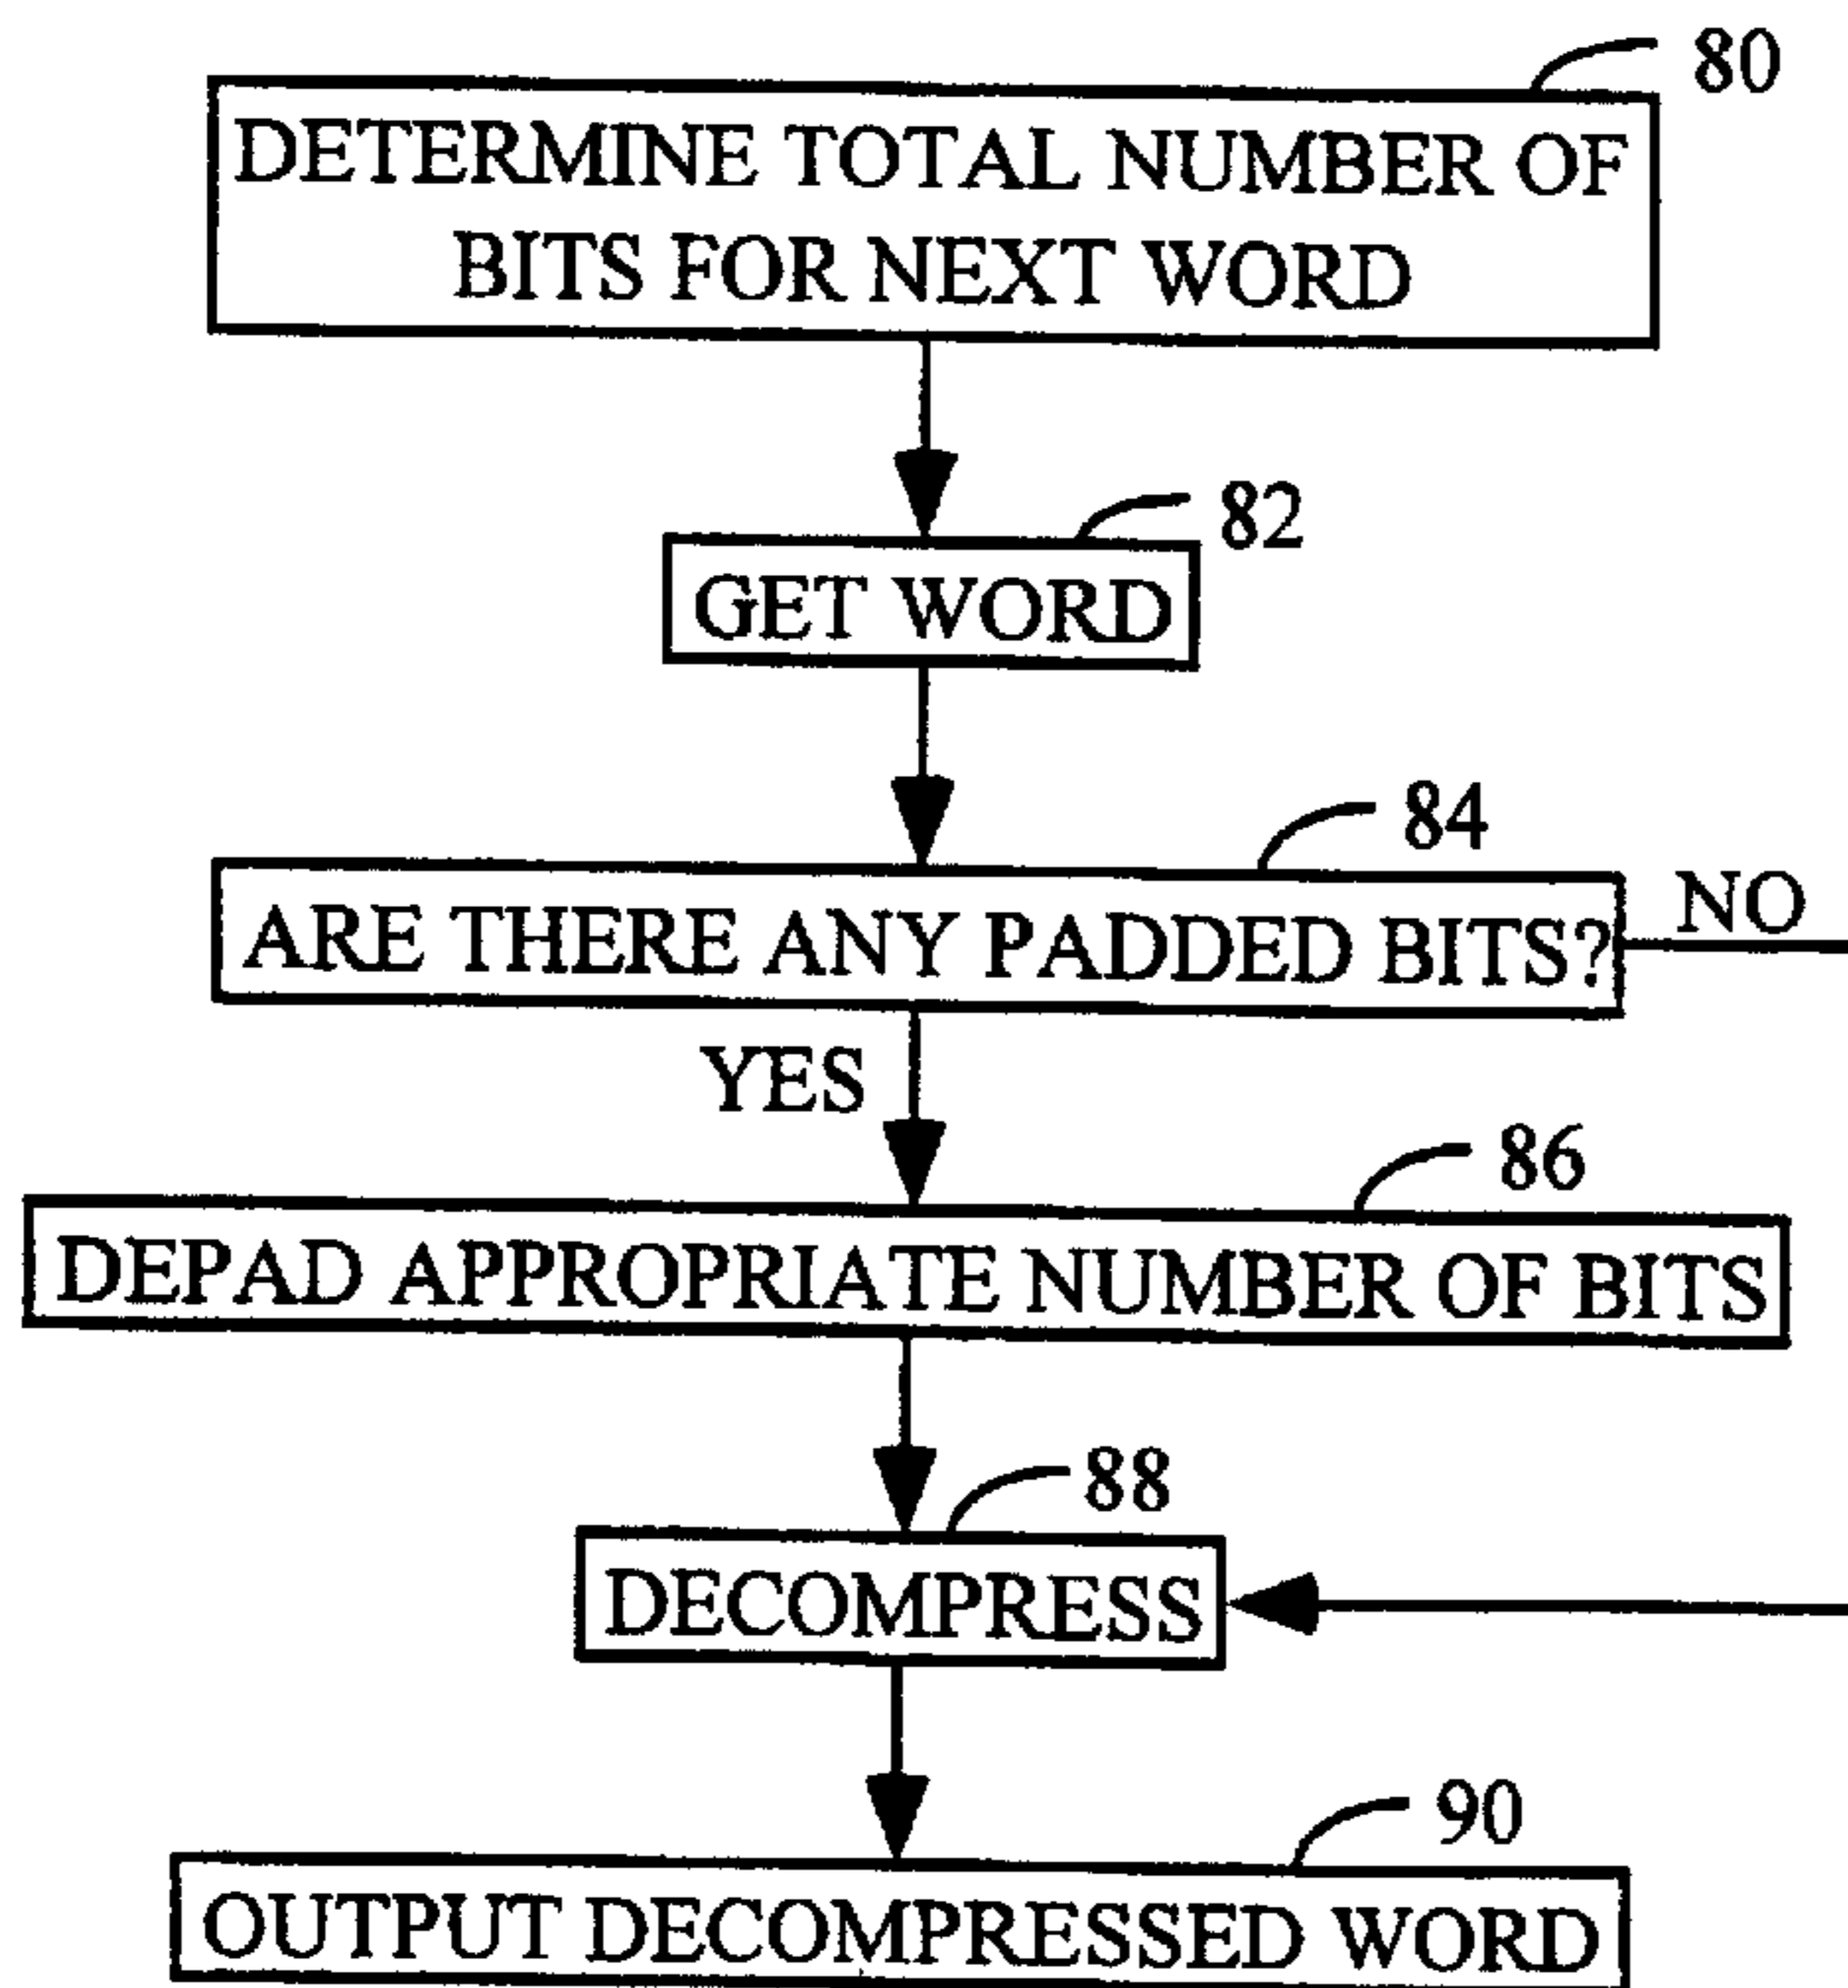 80
DETERMINE TOTAL NUMBER OF
BITS FOR NEXT WORD
82
GET WORD
84
ARE THERE ANY PADDED BITS?
NO
YES
86
DEPAD APPROPRIATE NUMBER OF BITS
88
DECOMPRESS
90
OUTPUT DECOMPRESSED WORD